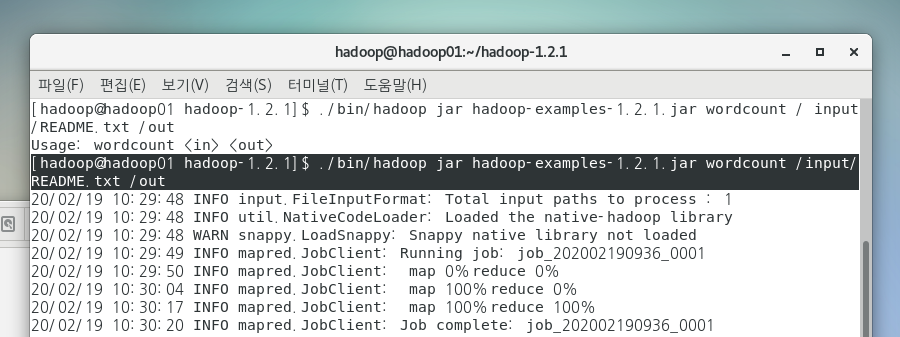 hadoop@hadoop01:~/hadoop-1.2.1
파일(F) 편집(E) 보기(V) 검색(S) 터미널(T) 도움말(H)
[hadoop@hadoop01 hadoop-1.2.1]$ ./bin/hadoop jar hadoop-examples-1.2.1.jar wordcount / input
/README.txt /out
Usage: wordcount <in> <out>
[hadoop@hadoop01 hadoop-1.2.1]$ ./bin/hadoop jar hadoop-examples-1.2.1.jar wordcount /input/
README.txt /out
20/02/19 10:29:48 INFO input.FileInputFormat: Total input paths to process : 1
20/02/19 10:29:48 INFO util.NativeCodeLoader: Loaded the native-hadoop library
20/02/19 10:29:48 WARN snappy.LoadSnappy: Snappy native library not loaded
20/02/19 10:29:49 INFO mapred.JobClient: Running job: job_202002190936_0001
20/02/19 10:29:50 INFO mapred.JobClient:  map 0% reduce 0%
20/02/19 10:30:04 INFO mapred.JobClient:  map 100% reduce 0%
20/02/19 10:30:17 INFO mapred.JobClient:  map 100% reduce 100%
20/02/19 10:30:20 INFO mapred.JobClient: Job complete: job_202002190936_0001